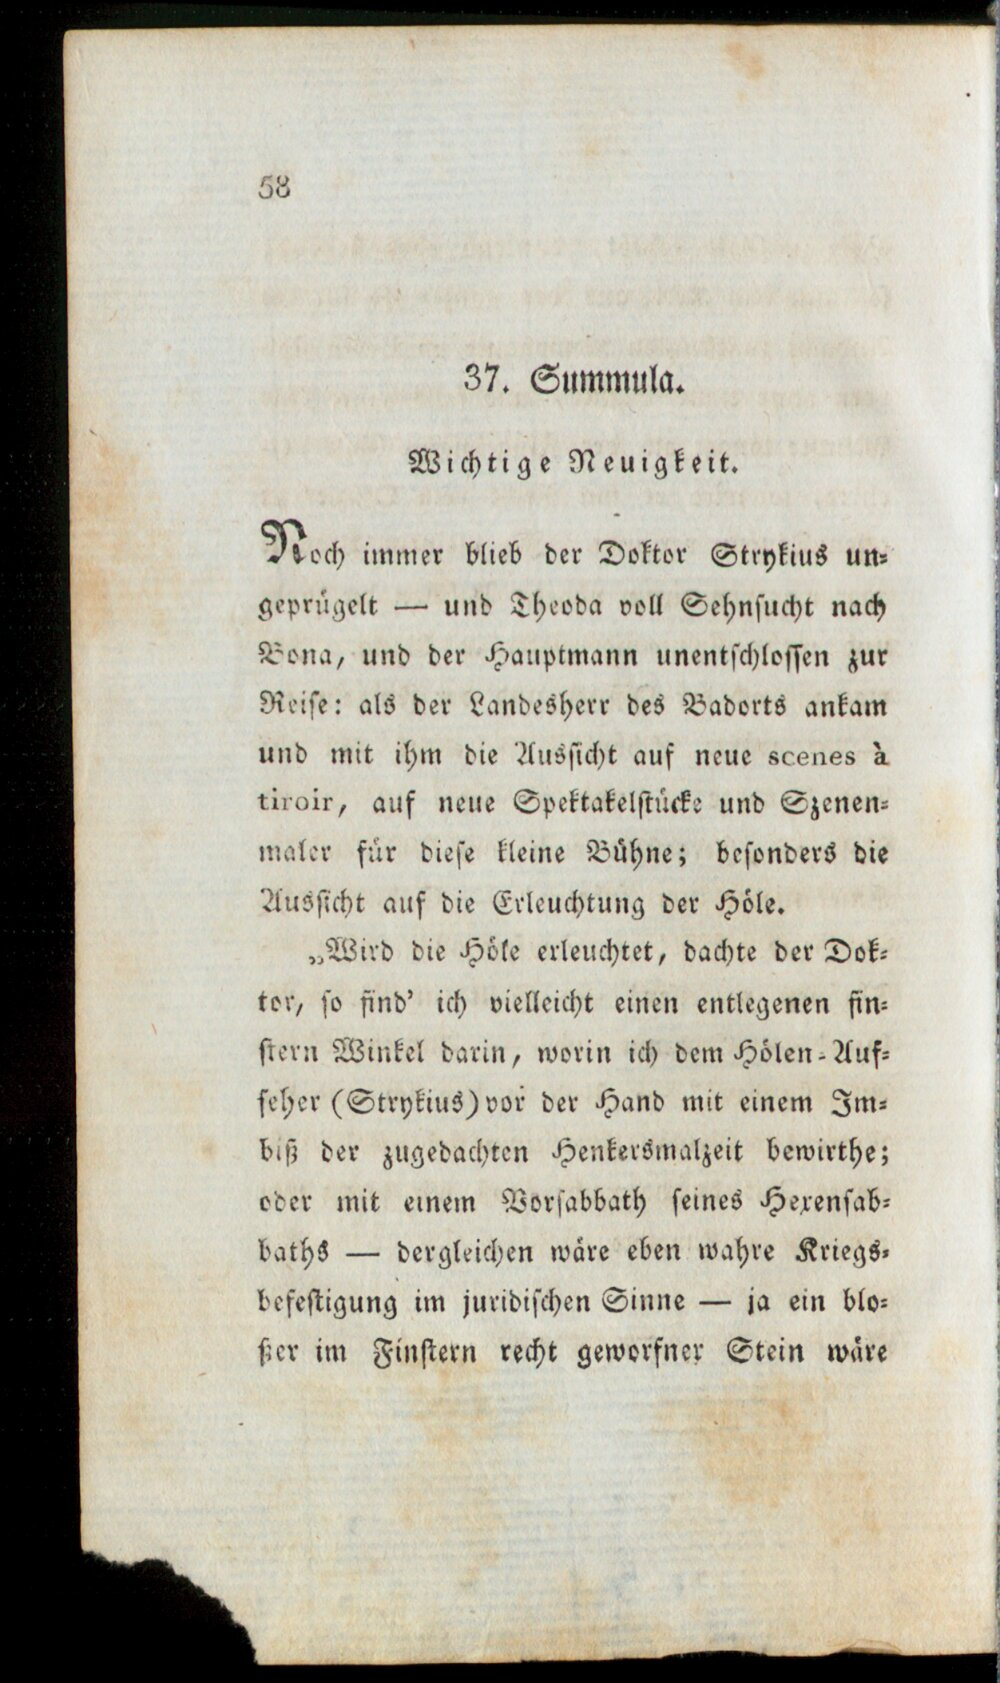 58
37. Summula.
Wichtige Neuigkeit.
Noch immer blieb der Doktor Strykius un-
geprügelt — und Theoda voll Sehnsucht nach
Bona, und der Hauptmann unentschlossen zur
Reise: als der Landesherr des Badorts ankam
und mit ihm die Aussicht auf neue scenes à
tiroir, auf neue Spektakelstücke und Szenen-
maler für diese kleine Bühne; besonders die
Aussicht auf die Erleuchtung der Höle.
„Wird die Höle erleuchtet, dachte der Dok-
tor, so find' ich vielleicht einen entlegenen fin-
stern Winkel darin, worin ich dem Hölen-Auf-
seher (Strykius) vor der Hand mit einem Im-
biß der zugedachten Henkersmalzeit bewirthe;
oder mit einem Vorsabbath seines Hexensab-
baths — dergleichen wäre eben wahre Kriegs-
befestigung im juridischen Sinne — ja ein blo-
ßer im Finstern recht geworfner Stein wäre